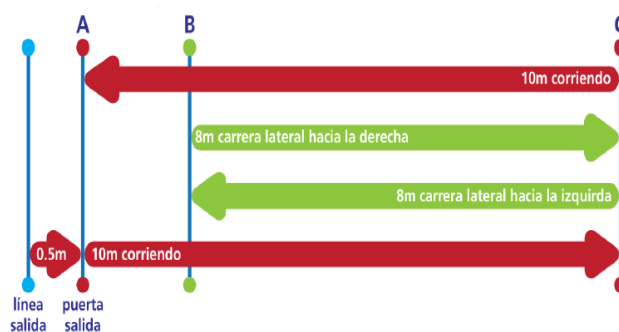 A
B
C
10m corriendo
8m carrera lateral hacia la derecha
8m carrera lateral hacia la izquirda
0.5m
10m corriendo
línea
salida
puerta
salida